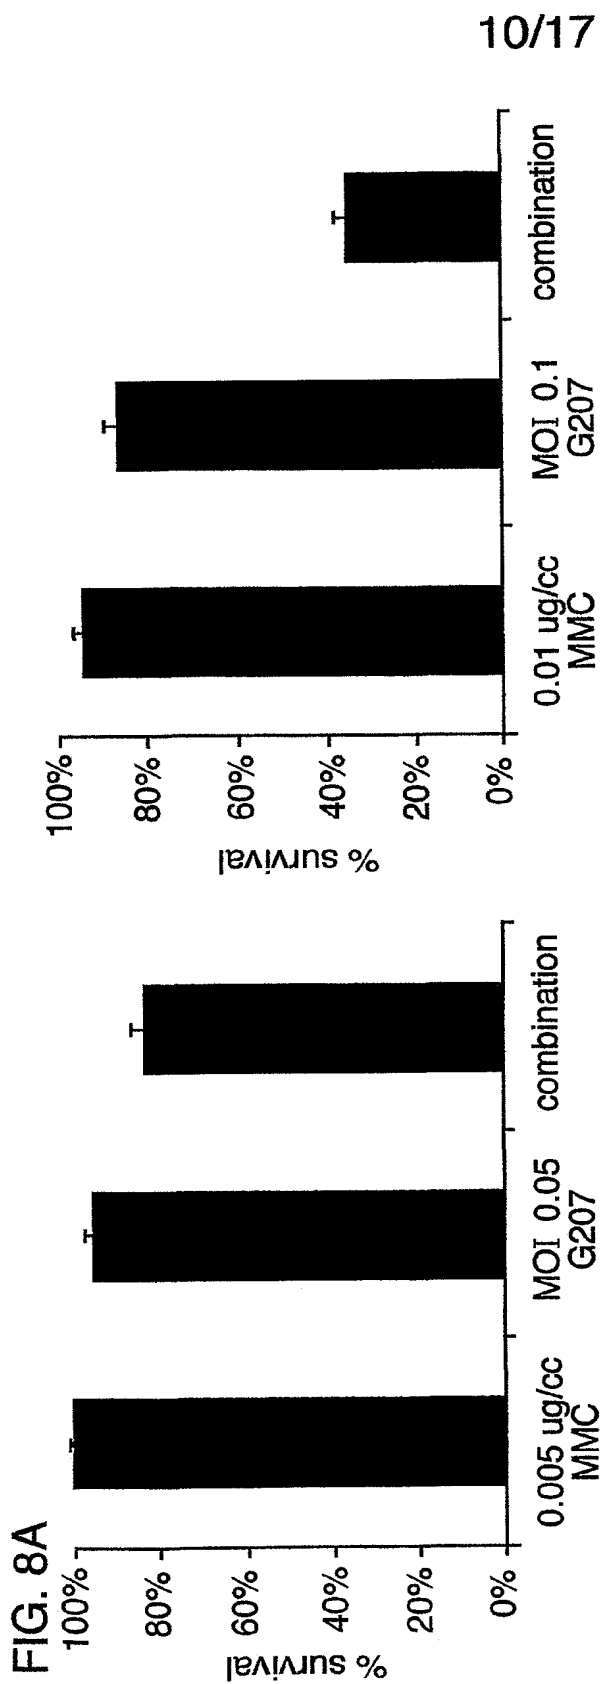 10/17
FIG. 8A
% survival
100%
80%
60%
40%
20%
0%
0.005 ug/cc
MMC
MOI 0.05
G207
combination
% survival
100%
80%
60%
40%
20%
0%
0.01 ug/cc
MMC
MOI 0.1
G207
combination